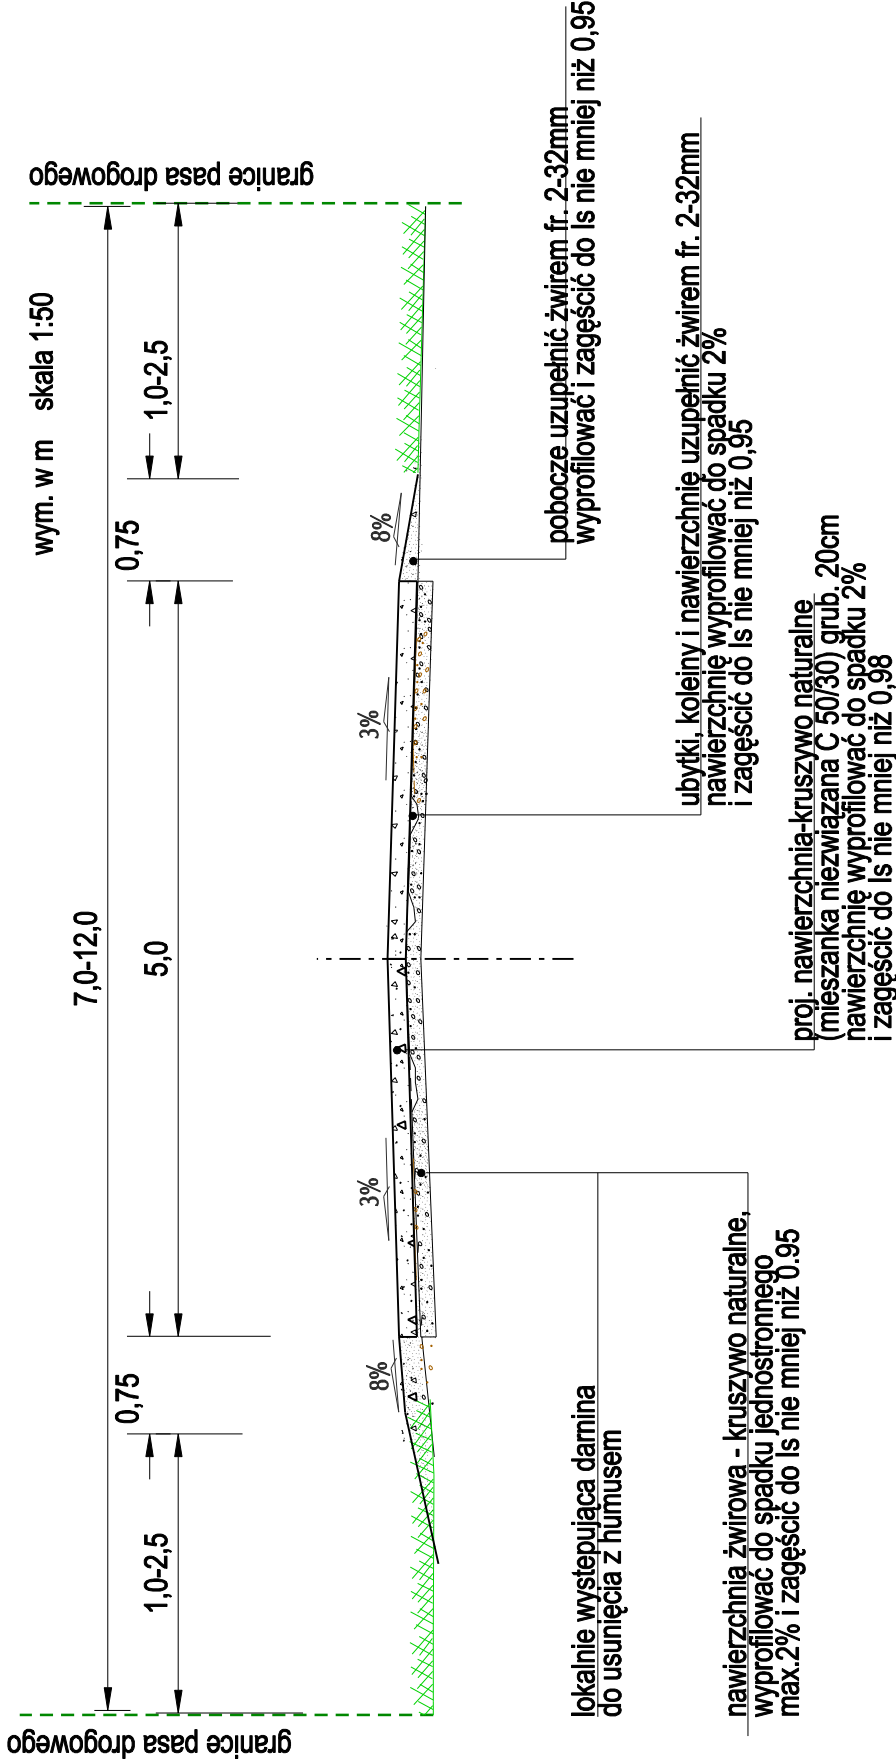 wym. w m skala 1:50
granice pasa drogowego
granice pasa drogowego
7,0-12,0
1,0-2,5
0,75
5,0
0,75
1,0-2,5
8%
3%
3%
8%
lokalnie wystepująca darnina
do usunięcia z humusem
nawierzchnia żwirowa - kruszywo naturalne,
wyprofilować do spadku jednostronnego
max.2% i zagęścić do Is nie mniej niż 0.95
proj. nawierzchnia-kruszywo naturalne
(mieszanka niezwiązana C 50/30) grub. 20cm
nawierzchnię wyprofilować do spadku 2%
i zagęścić do Is nie mniej niż 0,98
ubytki, koleiny i nawierzchnię uzupełnić żwirem fr. 2-32mm
nawierzchnię wyprofilować do spadku 2%
i zagęścić do Is nie mniej niż 0,95
pobocze uzupełnić żwirem fr. 2-32mm
wyprofilować i zagęścić do Is nie mniej niż 0,95